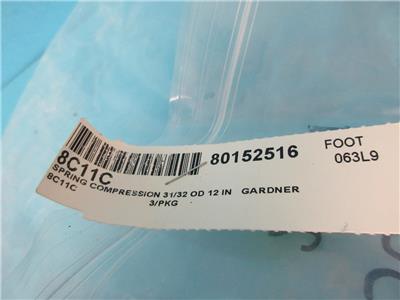 8C11C 80152516 FOOT
063L9
SPRING COMPRESSION 31/32 OD 12 IN GARDNER
8C11C 3/PKG